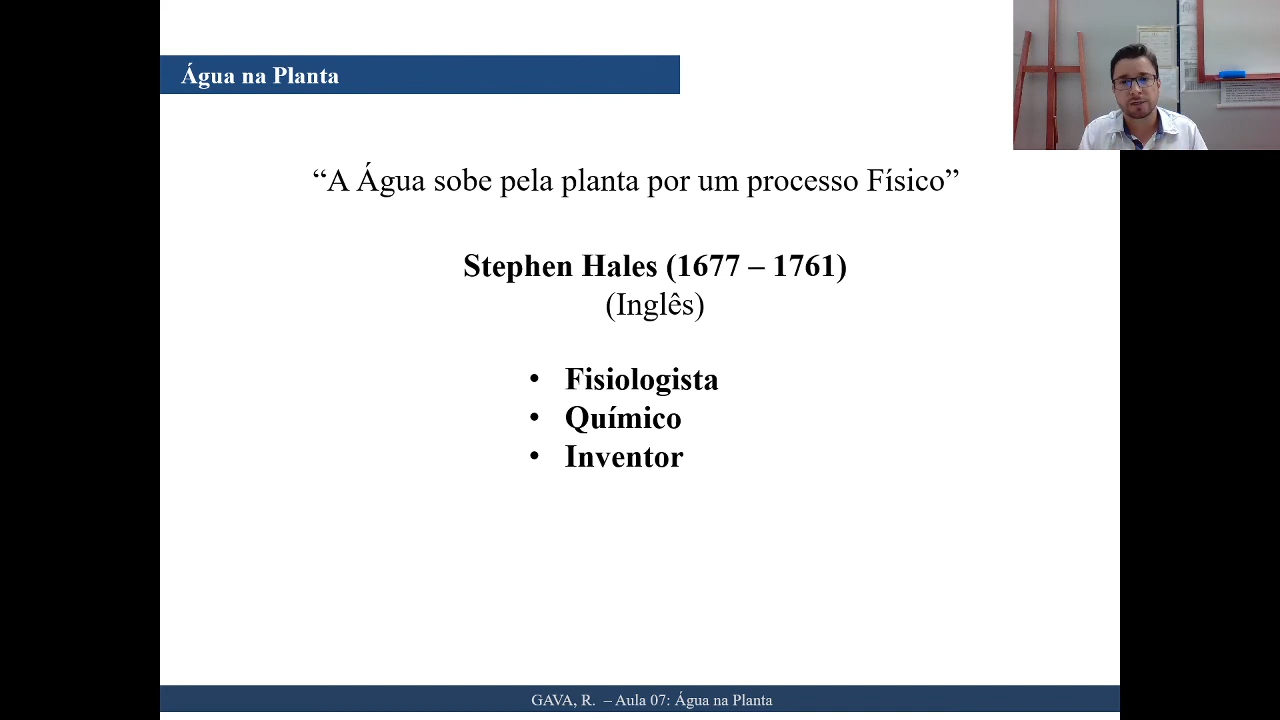 Água na Planta
“A Água sobe pela planta por um processo Físico”
Stephen Hales (1677 – 1761)
(Inglês)
• Fisiologista
• Químico
• Inventor
GAVA, R. – Aula 07: Água na Planta